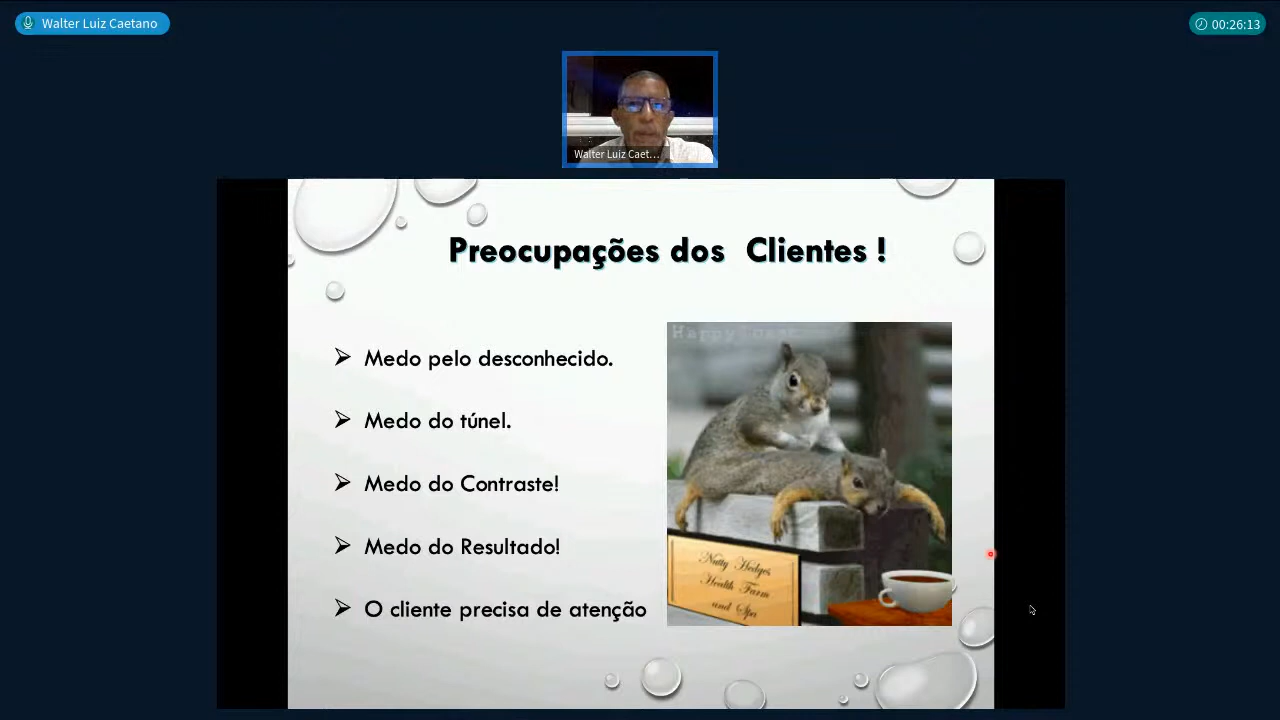 Walter Luiz Caetano
00:26:13
Walter Luiz Caet...
Preocupações dos Clientes !
Medo pelo desconhecido.
Medo do túnel.
Medo do Contraste!
Medo do Resultado!
O cliente precisa de atenção
Nutty Hedges
Health Farm
and Spa